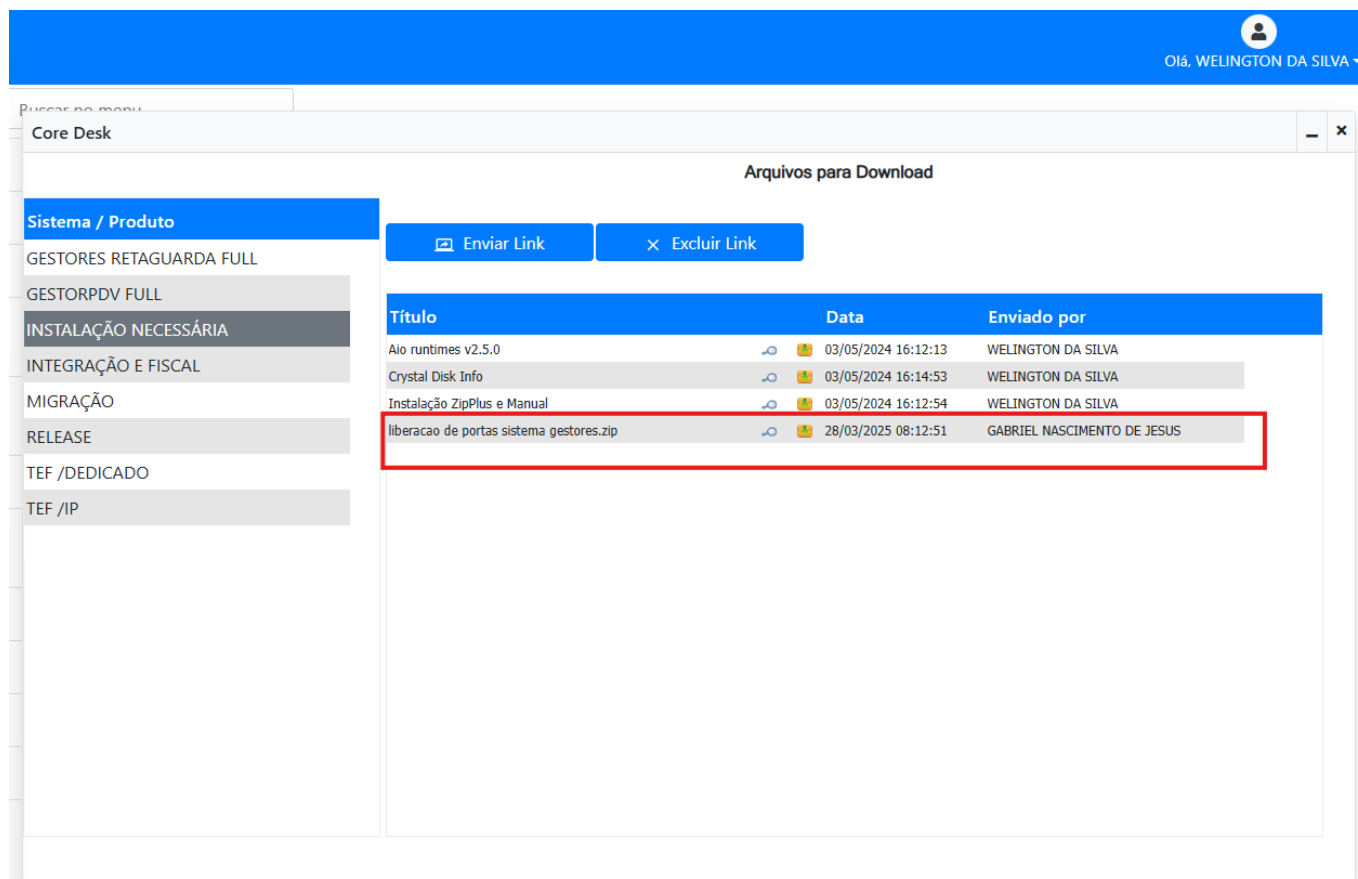 Olá, WELINGTON DA SILVA
Buscar no menu
Core Desk
Arquivos para Download
Sistema / Produto
GESTORES RETAGUARDA FULL
GESTORPDV FULL
INSTALAÇÃO NECESSÁRIA
INTEGRAÇÃO E FISCAL
MIGRAÇÃO
RELEASE
TEF /DEDICADO
TEF /IP
Enviar Link Excluir Link
Título Data Enviado por
Aio runtimes v2.5.0 03/05/2024 16:12:13 WELINGTON DA SILVA
Crystal Disk Info 03/05/2024 16:14:53 WELINGTON DA SILVA
Instalação ZipPlus e Manual 03/05/2024 16:12:54 WELINGTON DA SILVA
liberacao de portas sistema gestores.zip 28/03/2025 08:12:51 GABRIEL NASCIMENTO DE JESUS